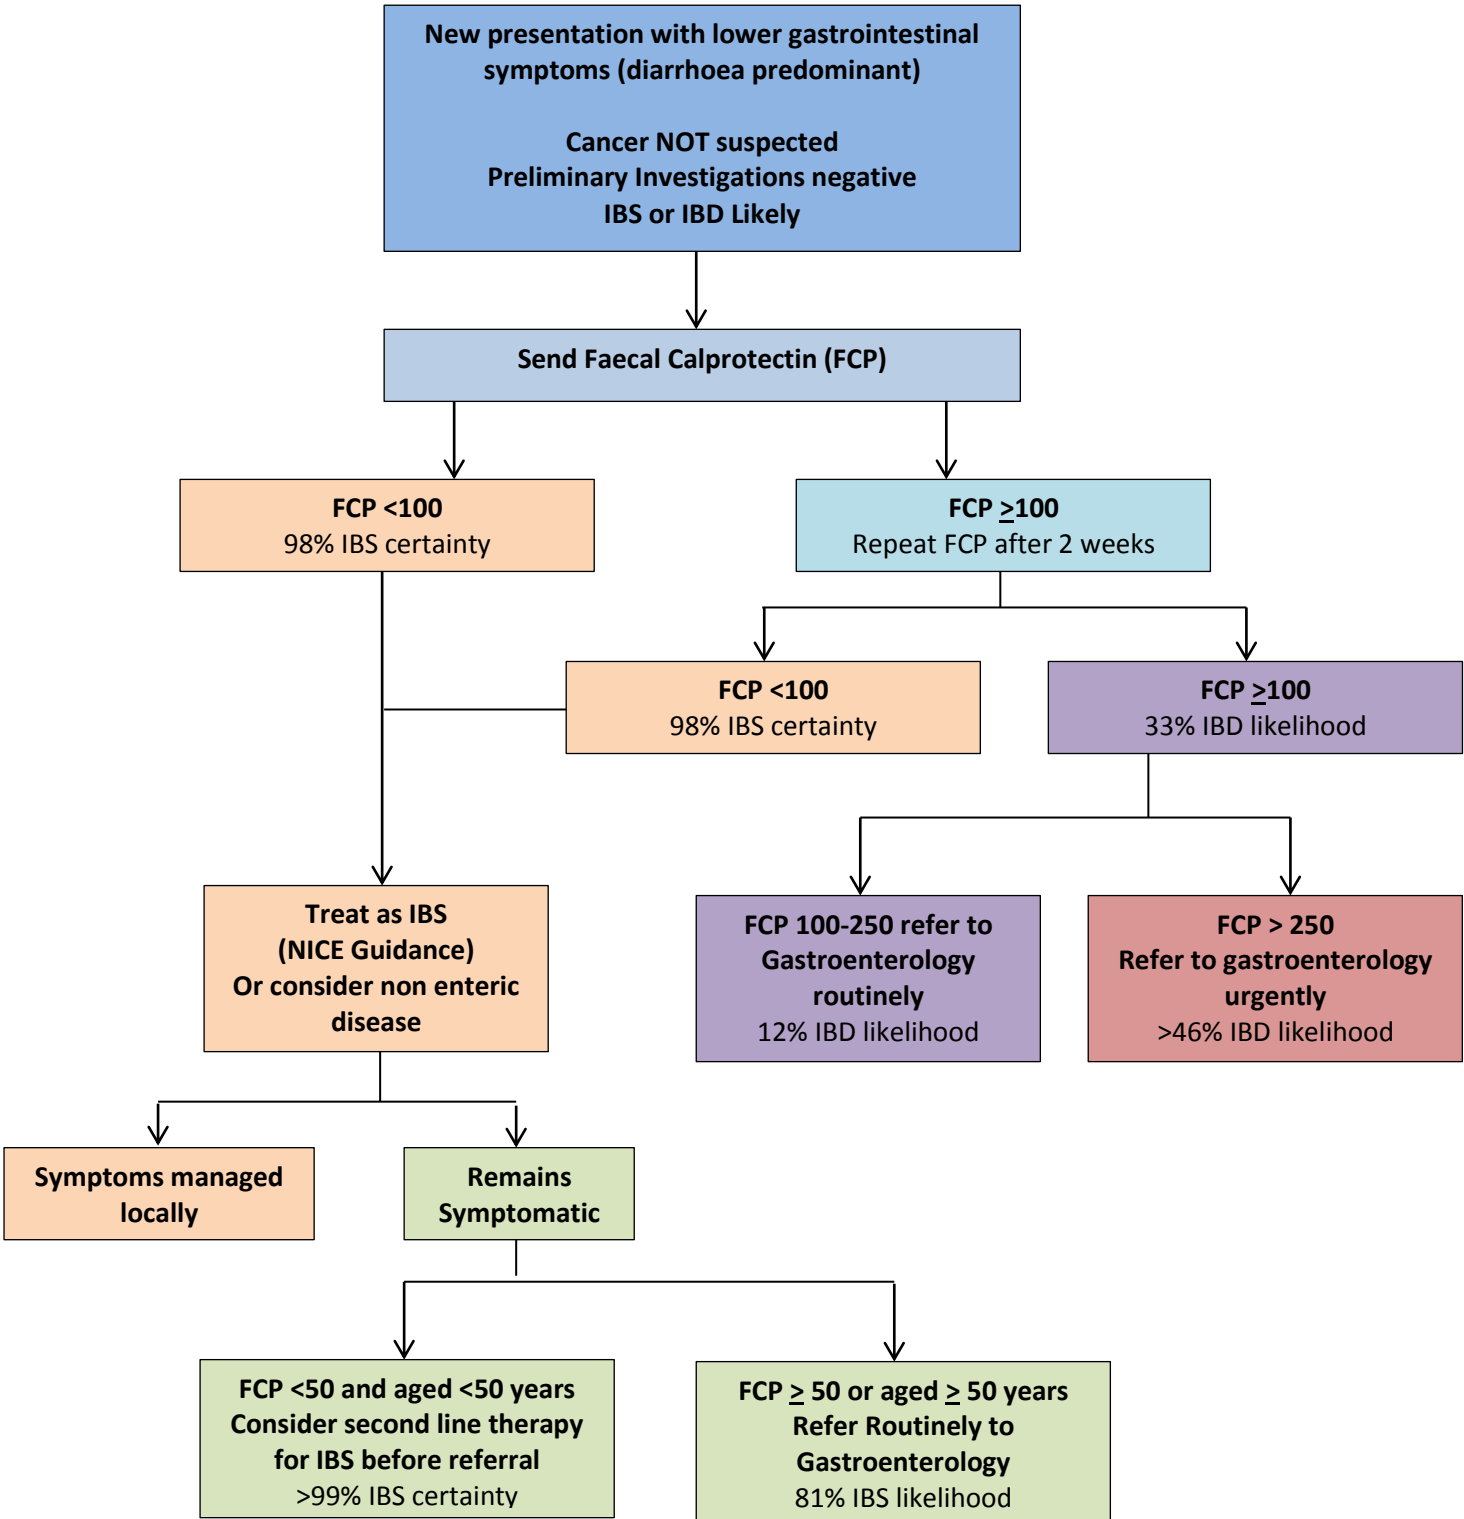 New presentation with lower gastrointestinal
symptoms (diarrhoea predominant)
Cancer NOT suspected
Preliminary Investigations negative
IBS or IBD Likely
Send Faecal Calprotectin (FCP)
FCP <100
98% IBS certainty
FCP ≥100
Repeat FCP after 2 weeks
FCP <100
98% IBS certainty
FCP ≥100
33% IBD likelihood
Treat as IBS
(NICE Guidance)
Or consider non enteric
disease
FCP 100-250 refer to
Gastroenterology
routinely
12% IBD likelihood
FCP > 250
Refer to gastroenterology
urgently
>46% IBD likelihood
Symptoms managed
locally
Remains
Symptomatic
FCP <50 and aged <50 years
Consider second line therapy
for IBS before referral
>99% IBS certainty
FCP ≥ 50 or aged ≥ 50 years
Refer Routinely to
Gastroenterology
81% IBS likelihood